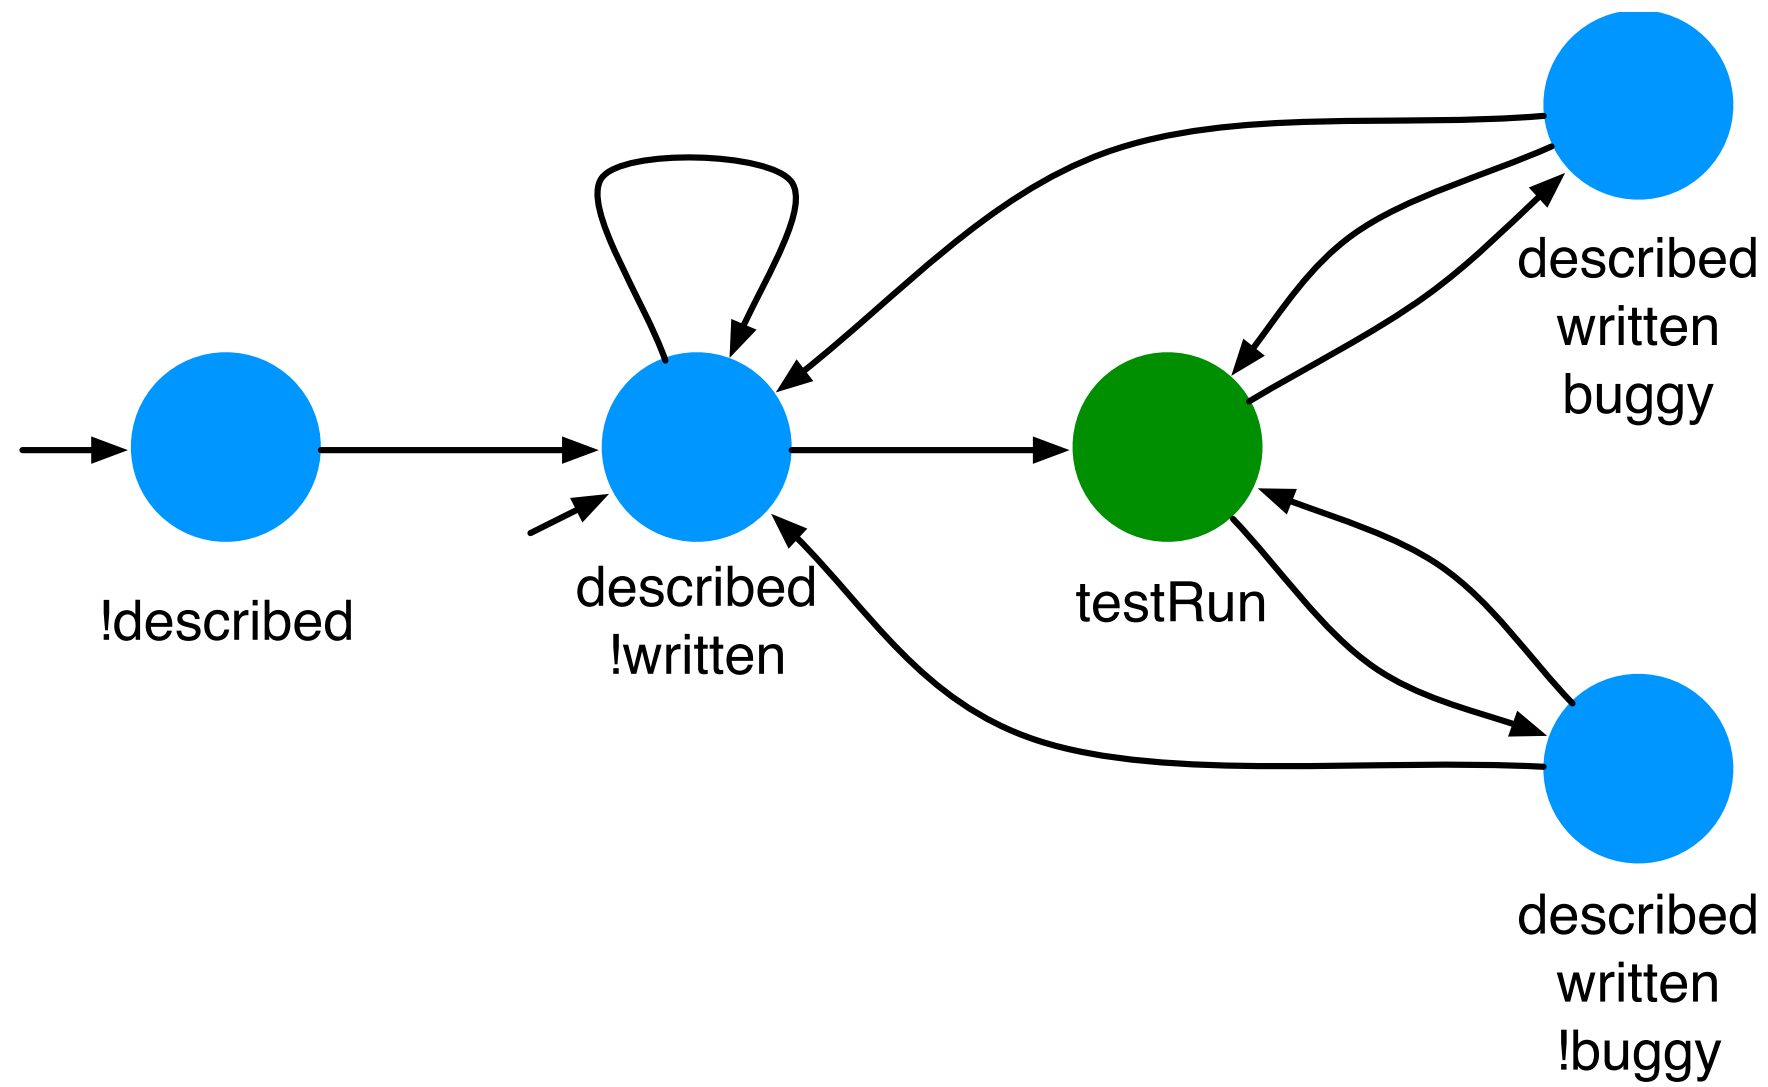 !described
described
!written
testRun
described
written
buggy
described
written
!buggy